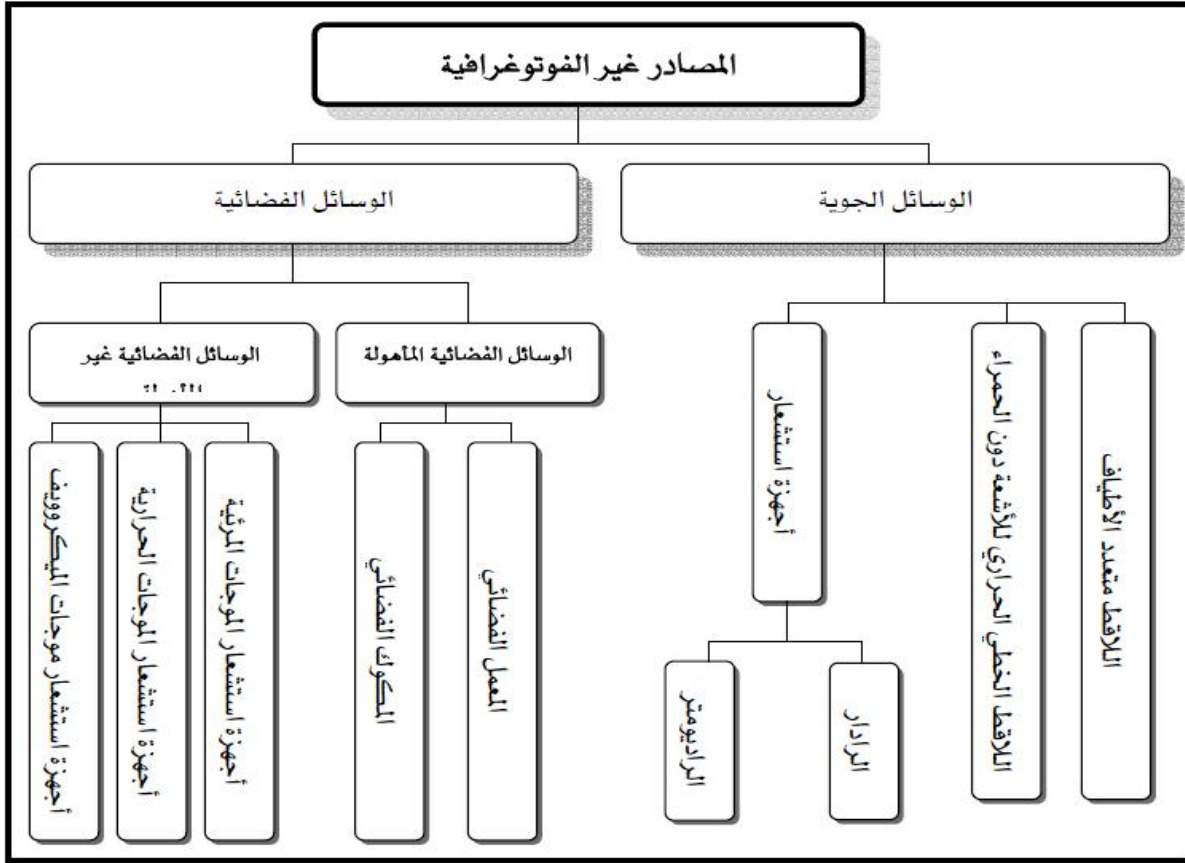 المصادر غير الفوتوغرافية
الوسائل الجوية
الوسائل الفضائية
اللاقط متعدد الأطياف
اللاقط الخطي الحراري للأشعة دون الحمراء
أجهزة استشعار
الرادار
الراديومتر
الوسائل الفضائية المأهولة
الوسائل الفضائية غير
المعمل الفضائي
المكوك الفضائي
أجهزة استشعار الموجات المرئية
أجهزة استشعار الموجات الحرارية
أجهزة استشعار موجات الميكروويف